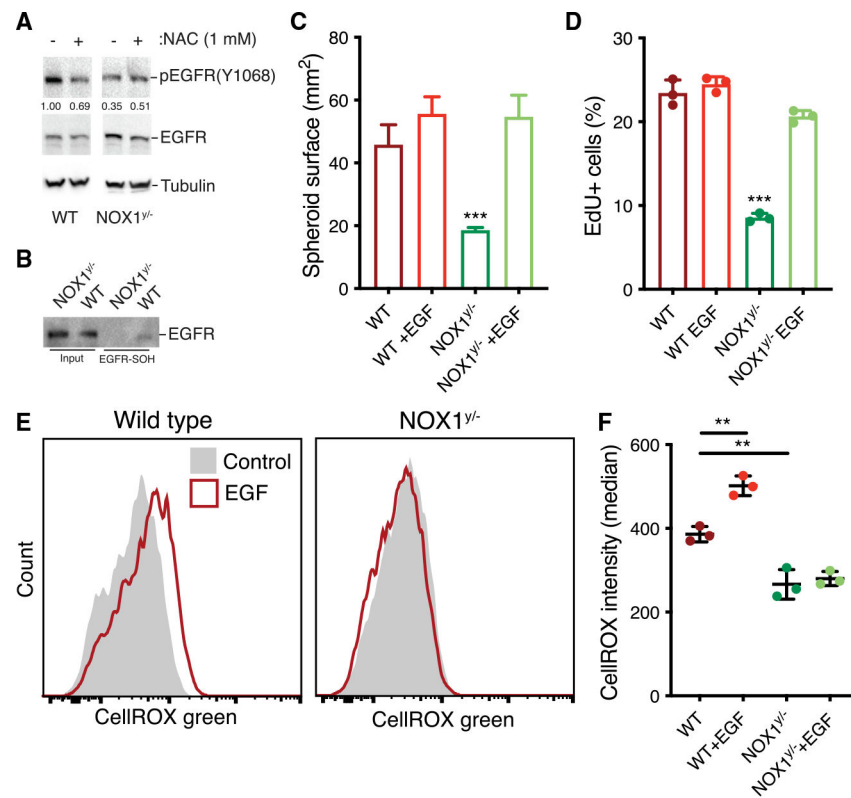 A
- + - + :NAC (1 mM)
pEGFR(Y1068)
1.00 0.69 0.35 0.51
EGFR
Tubulin
WT NOX1y/-
B
NOX1y/- WT NOX1y/- WT
EGFR
Input EGFR-SOH
C
Spheroid surface (mm2)
80
60
40
20
0
***
WT
WT +EGF
NOX1y/-
NOX1y/- +EGF
D
EdU+ cells (%)
30
20
10
0
***
WT
WT EGF
NOX1y/-
NOX1y/- EGF
E
Wild type
NOX1y/-
Control
EGF
Count
CellROX green
CellROX green
F
CellROX intensity (median)
600
400
200
0
**
**
WT
WT+EGF
NOX1y/-
NOX1y/-+EGF